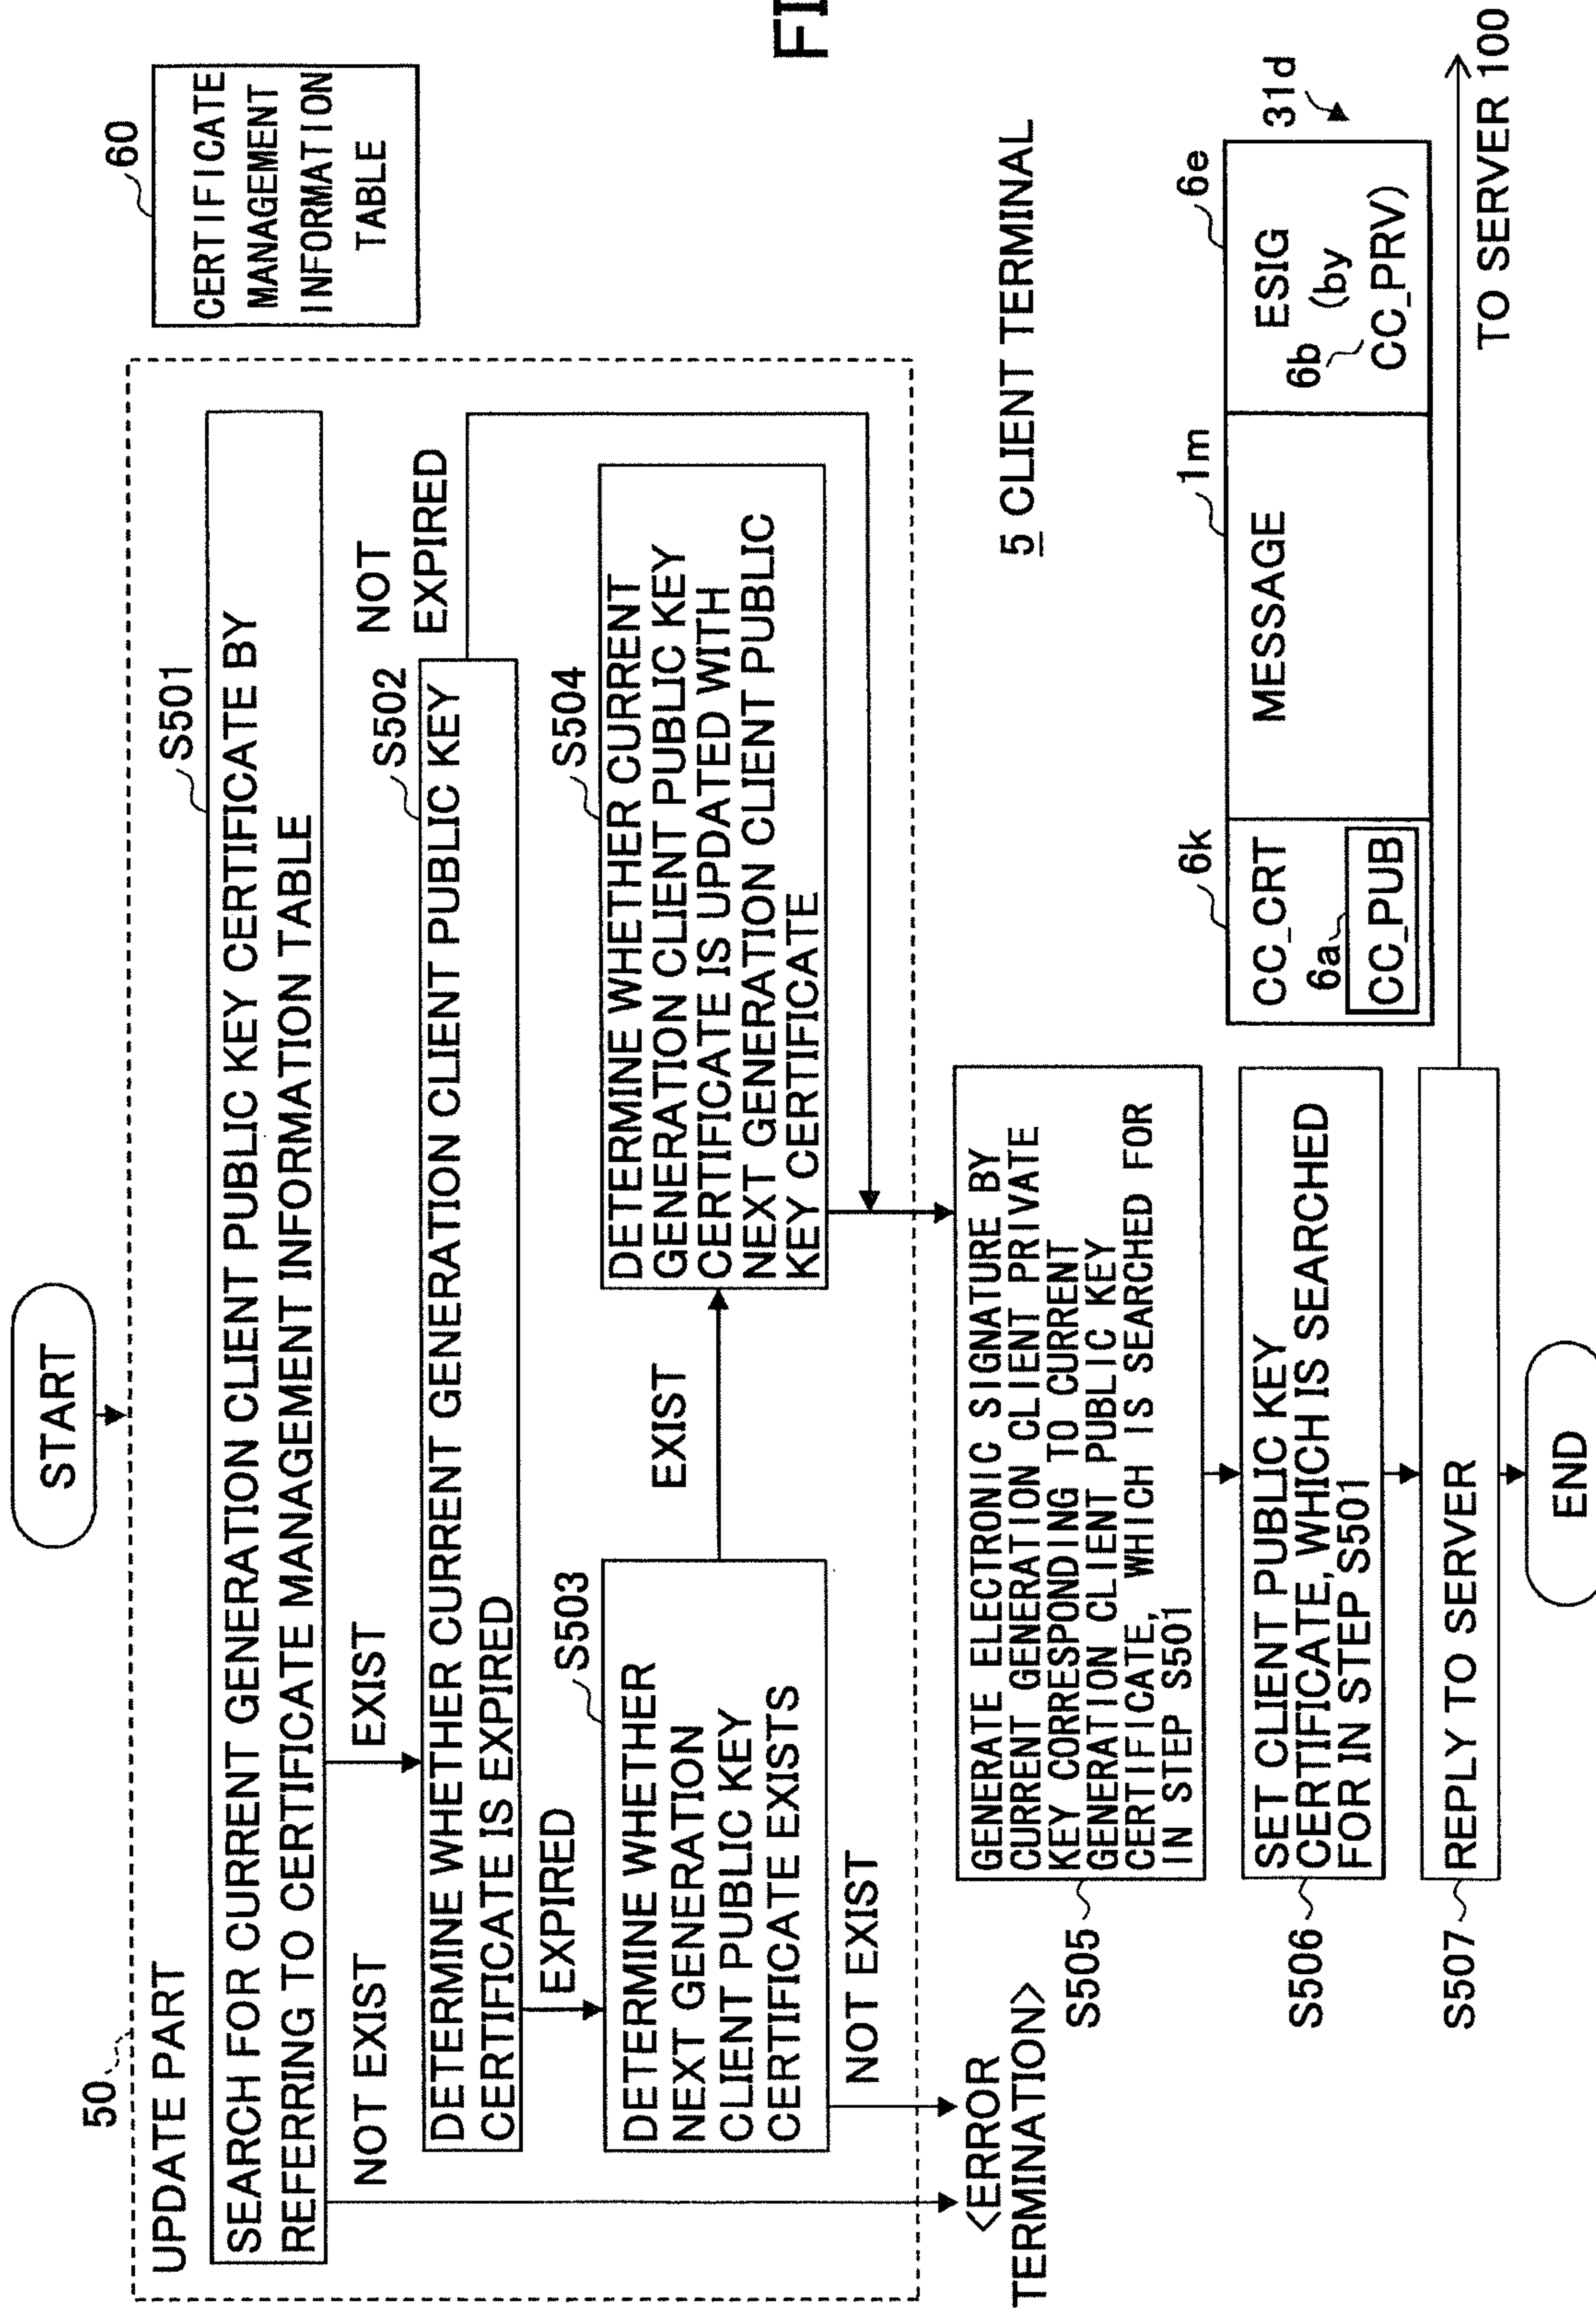 FI
START
50
UPDATE PART
60
CERTIFICATE
MANAGEMENT
INFORMATION
TABLE
S501
SEARCH FOR CURRENT GENERATION CLIENT PUBLIC KEY CERTIFICATE BY
REFERRING TO CERTIFICATE MANAGEMENT INFORMATION TABLE
NOT EXIST
EXIST
S502
NOT
EXPIRED
DETERMINE WHETHER CURRENT GENERATION CLIENT PUBLIC KEY
CERTIFICATE IS EXPIRED
EXPIRED
S503
DETERMINE WHETHER
NEXT GENERATION
CLIENT PUBLIC KEY
CERTIFICATE EXISTS
EXIST
NOT EXIST
S504
DETERMINE WHETHER CURRENT
GENERATION CLIENT PUBLIC KEY
CERTIFICATE IS UPDATED WITH
NEXT GENERATION CLIENT PUBLIC
KEY CERTIFICATE
<ERROR
TERMINATION>
5 CLIENT TERMINAL
S505
GENERATE ELECTRONIC SIGNATURE BY
CURRENT GENERATION CLIENT PRIVATE
KEY CORRESPONDING TO CURRENT
GENERATION CLIENT PUBLIC KEY
CERTIFICATE, WHICH IS SEARCHED FOR
IN STEP S501
S506
SET CLIENT PUBLIC KEY
CERTIFICATE, WHICH IS SEARCHED
FOR IN STEP S501
S507
REPLY TO SERVER
6k
1m
6e
31d
CC_CRT
6a
CC_PUB
MESSAGE
ESIG
6b (by
CC_PRV)
TO SERVER 100
END